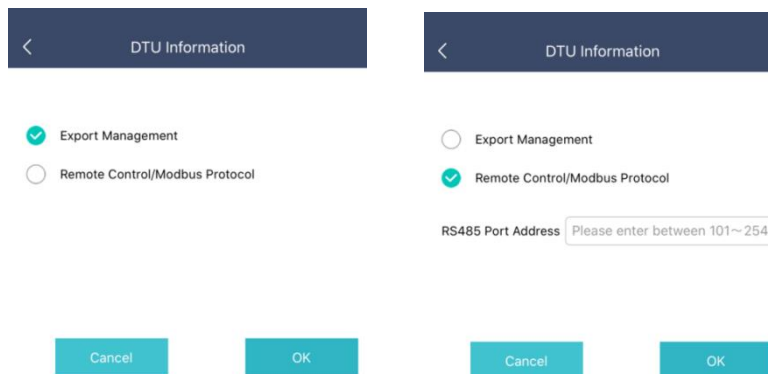 DTU Information
Export Management
Remote Control/Modbus Protocol
Cancel
OK
DTU Information
Export Management
Remote Control/Modbus Protocol
RS485 Port Address
Please enter between 101～254
Cancel
OK